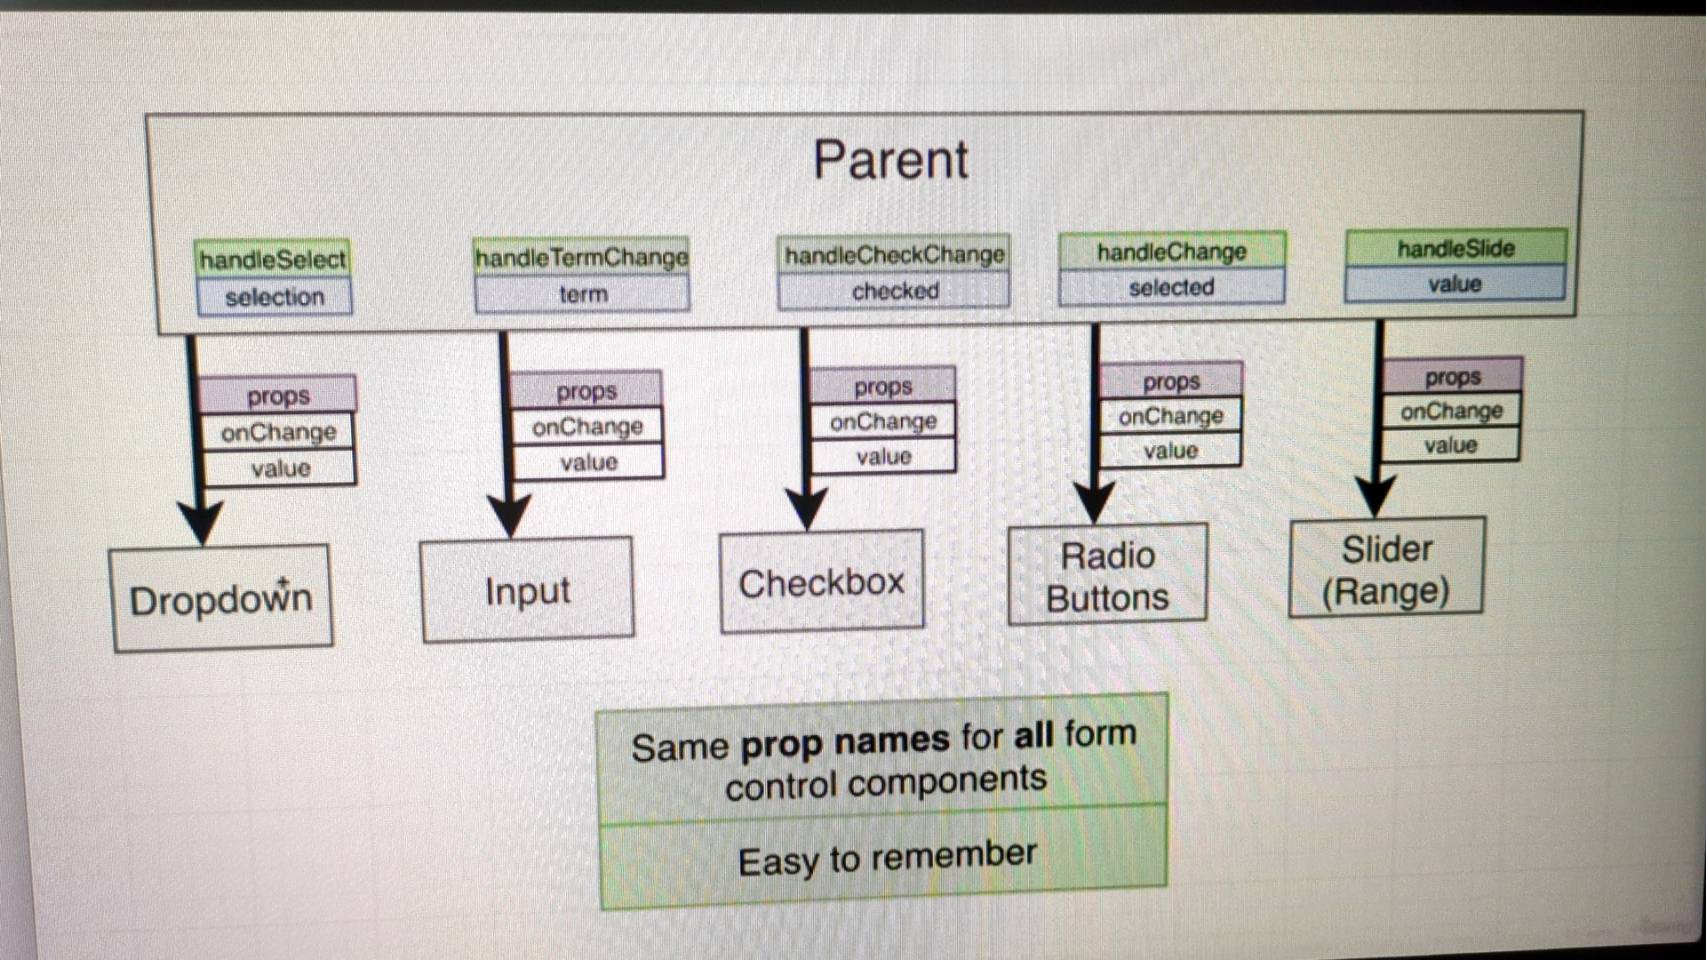 Parent
handleSelect
selection
handleTermChange
term
handleCheckChange
checked
handleChange
selected
handleSlide
value
props
onChange
value
props
onChange
value
props
onChange
value
props
onChange
value
props
onChange
value
Dropdown
Input
Checkbox
Radio
Buttons
Slider
(Range)
Same prop names for all form
control components
Easy to remember